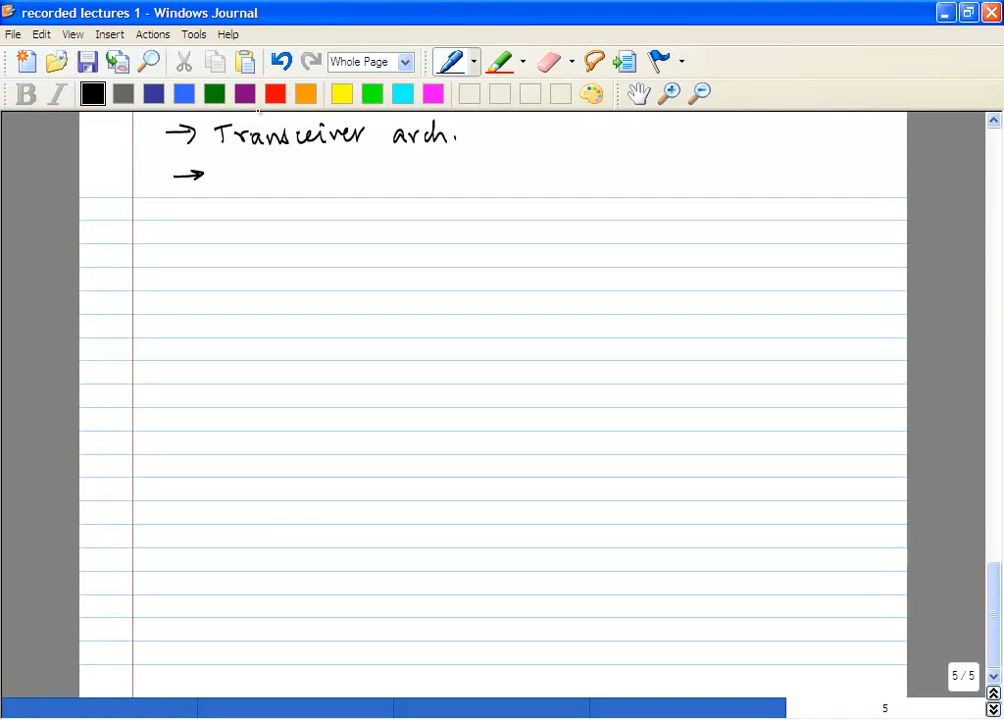 recorded lectures 1 - Windows Journal
File Edit View Insert Actions Tools Help
Whole Page
B I
→ Transceiver arch.
→
5 / 5
5